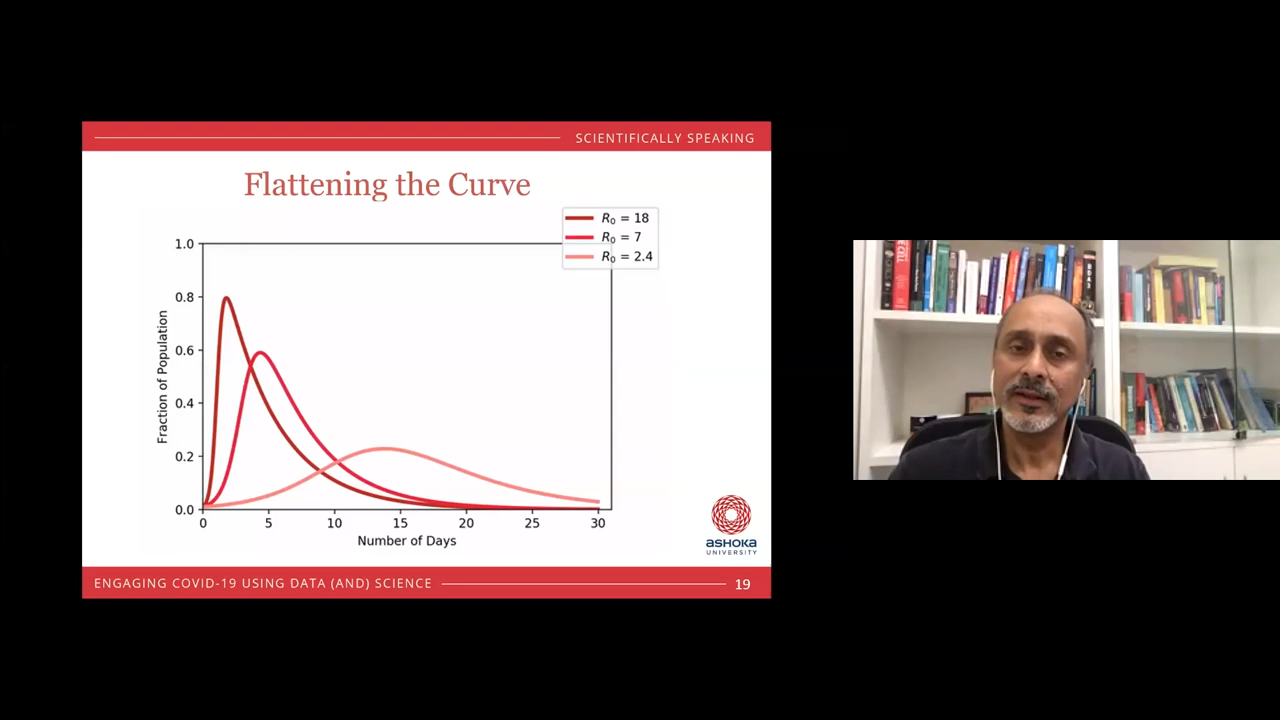 SCIENTIFICALLY SPEAKING
Flattening the Curve
R₀ = 18
R₀ = 7
R₀ = 2.4
1.0
0.8
0.6
0.4
0.2
0.0
Fraction of Population
0 5 10 15 20 25 30
Number of Days
ASHOKA
UNIVERSITY
ENGAGING COVID-19 USING DATA (AND) SCIENCE
19